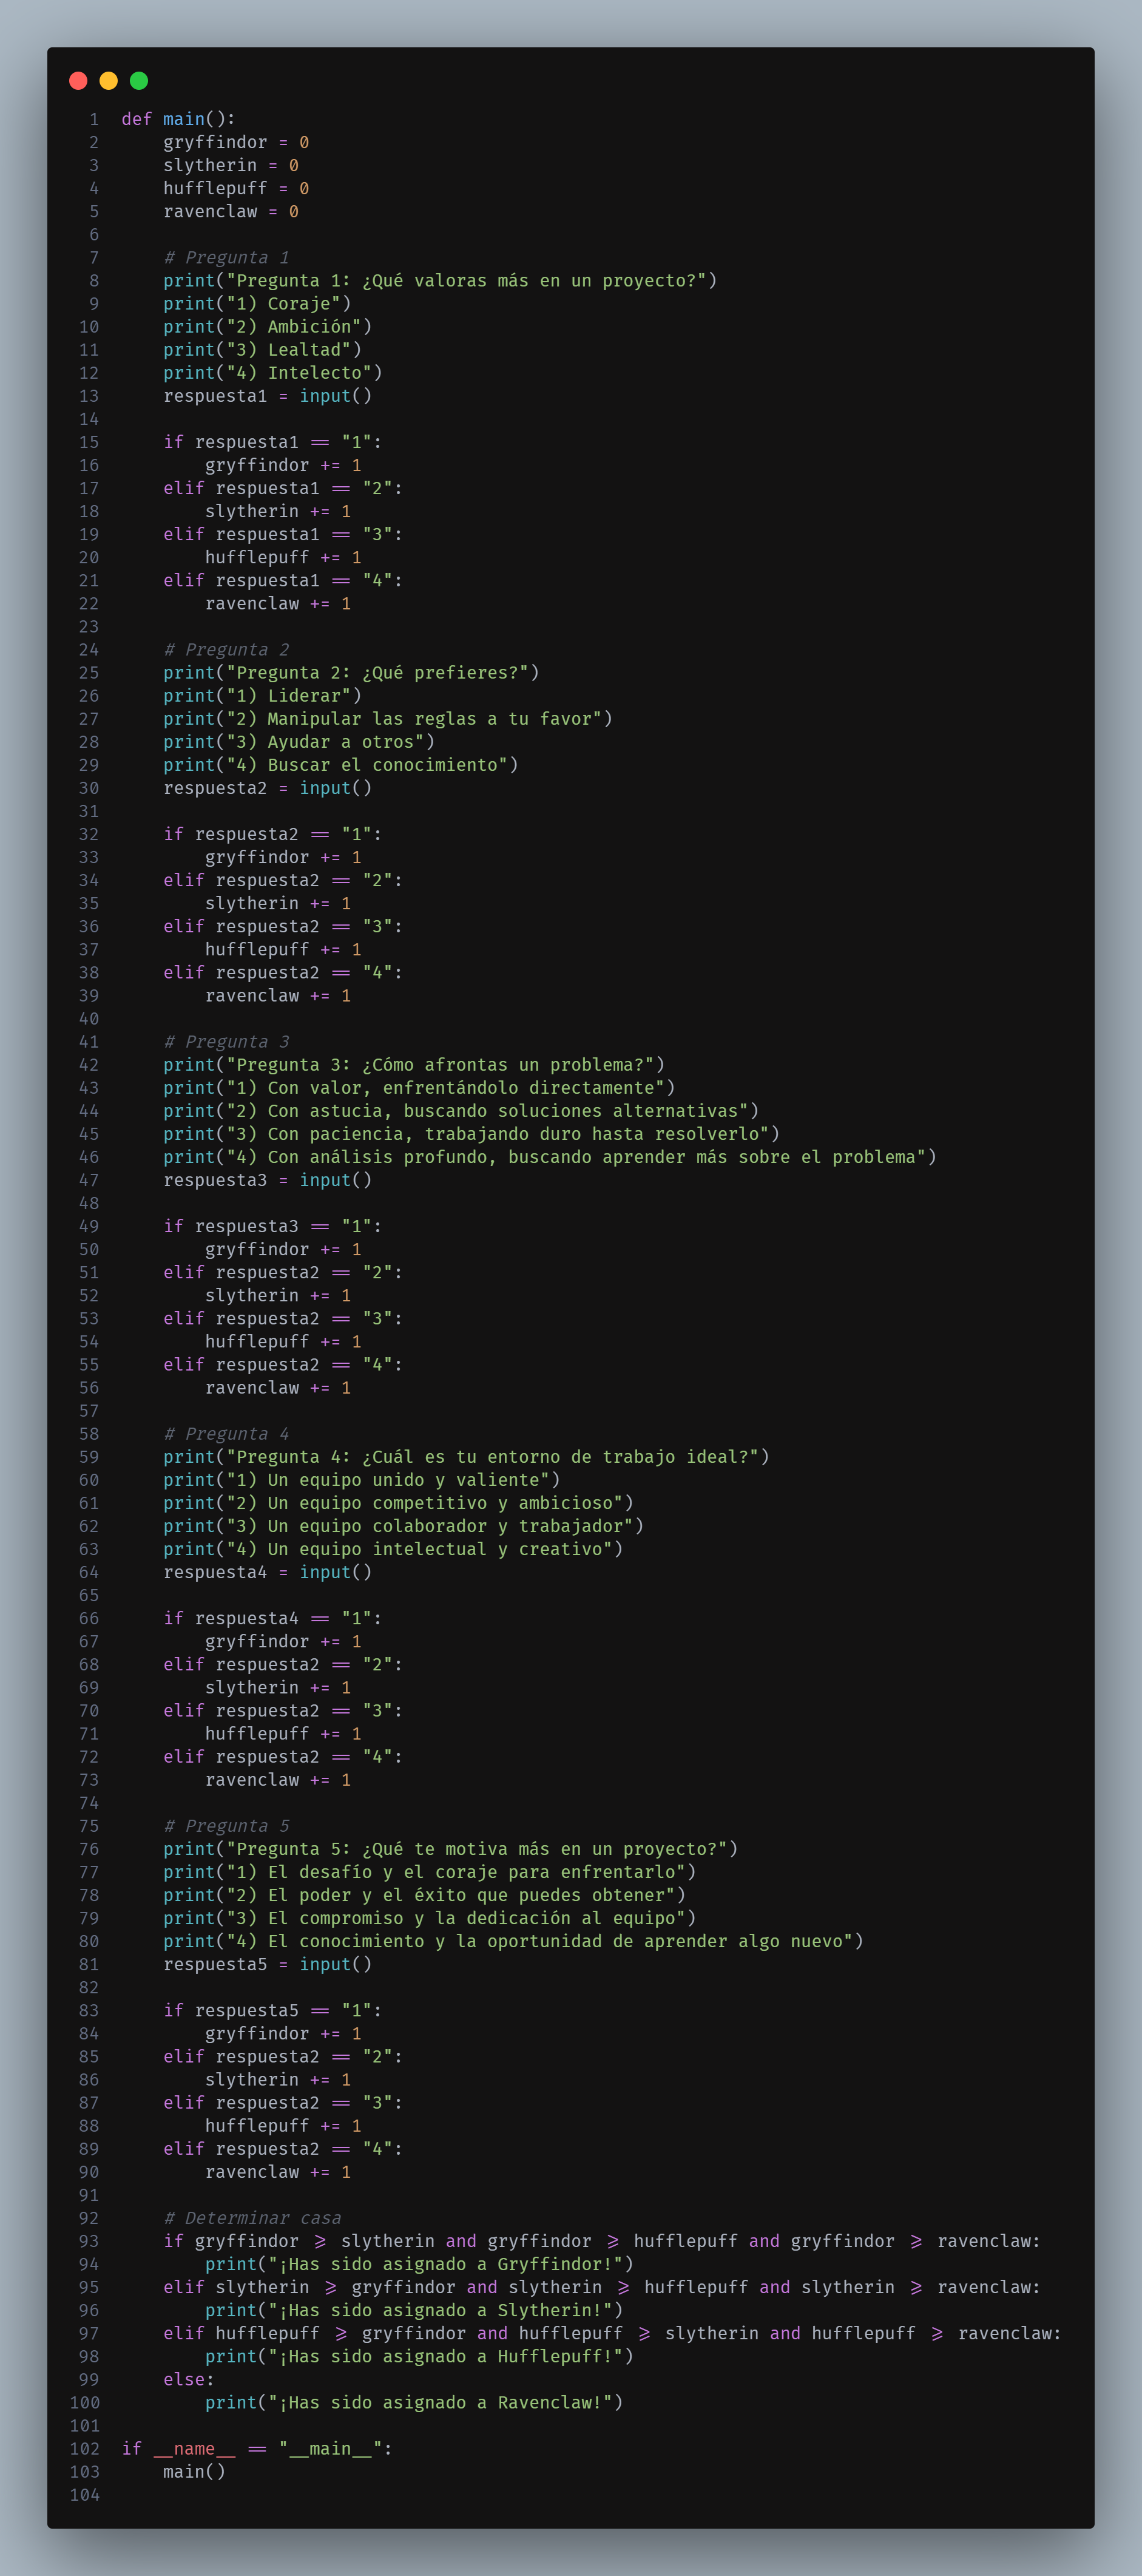 1 def main():
2     gryffindor = 0
3     slytherin = 0
4     hufflepuff = 0
5     ravenclaw = 0
6
7     # Pregunta 1
8     print("Pregunta 1: ¿Qué valoras más en un proyecto?")
9     print("1) Coraje")
10     print("2) Ambición")
11     print("3) Lealtad")
12     print("4) Intelecto")
13     respuesta1 = input()
14
15     if respuesta1 == "1":
16         gryffindor += 1
17     elif respuesta1 == "2":
18         slytherin += 1
19     elif respuesta1 == "3":
20         hufflepuff += 1
21     elif respuesta1 == "4":
22         ravenclaw += 1
23
24     # Pregunta 2
25     print("Pregunta 2: ¿Qué prefieres?")
26     print("1) Liderar")
27     print("2) Manipular las reglas a tu favor")
28     print("3) Ayudar a otros")
29     print("4) Buscar el conocimiento")
30     respuesta2 = input()
31
32     if respuesta2 == "1":
33         gryffindor += 1
34     elif respuesta2 == "2":
35         slytherin += 1
36     elif respuesta2 == "3":
37         hufflepuff += 1
38     elif respuesta2 == "4":
39         ravenclaw += 1
40
41     # Pregunta 3
42     print("Pregunta 3: ¿Cómo afrontas un problema?")
43     print("1) Con valor, enfrentándolo directamente")
44     print("2) Con astucia, buscando soluciones alternativas")
45     print("3) Con paciencia, trabajando duro hasta resolverlo")
46     print("4) Con análisis profundo, buscando aprender más sobre el problema")
47     respuesta3 = input()
48
49     if respuesta3 == "1":
50         gryffindor += 1
51     elif respuesta2 == "2":
52         slytherin += 1
53     elif respuesta2 == "3":
54         hufflepuff += 1
55     elif respuesta2 == "4":
56         ravenclaw += 1
57
58     # Pregunta 4
59     print("Pregunta 4: ¿Cuál es tu entorno de trabajo ideal?")
60     print("1) Un equipo unido y valiente")
61     print("2) Un equipo competitivo y ambicioso")
62     print("3) Un equipo colaborador y trabajador")
63     print("4) Un equipo intelectual y creativo")
64     respuesta4 = input()
65
66     if respuesta4 == "1":
67         gryffindor += 1
68     elif respuesta2 == "2":
69         slytherin += 1
70     elif respuesta2 == "3":
71         hufflepuff += 1
72     elif respuesta2 == "4":
73         ravenclaw += 1
74
75     # Pregunta 5
76     print("Pregunta 5: ¿Qué te motiva más en un proyecto?")
77     print("1) El desafío y el coraje para enfrentarlo")
78     print("2) El poder y el éxito que puedes obtener")
79     print("3) El compromiso y la dedicación al equipo")
80     print("4) El conocimiento y la oportunidad de aprender algo nuevo")
81     respuesta5 = input()
82
83     if respuesta5 == "1":
84         gryffindor += 1
85     elif respuesta2 == "2":
86         slytherin += 1
87     elif respuesta2 == "3":
88         hufflepuff += 1
89     elif respuesta2 == "4":
90         ravenclaw += 1
91
92     # Determinar casa
93     if gryffindor >= slytherin and gryffindor >= hufflepuff and gryffindor >= ravenclaw:
94         print("¡Has sido asignado a Gryffindor!")
95     elif slytherin >= gryffindor and slytherin >= hufflepuff and slytherin >= ravenclaw:
96         print("¡Has sido asignado a Slytherin!")
97     elif hufflepuff >= gryffindor and hufflepuff >= slytherin and hufflepuff >= ravenclaw:
98         print("¡Has sido asignado a Hufflepuff!")
99     else:
100         print("¡Has sido asignado a Ravenclaw!")
101
102 if __name__ == "__main__":
103     main()
104